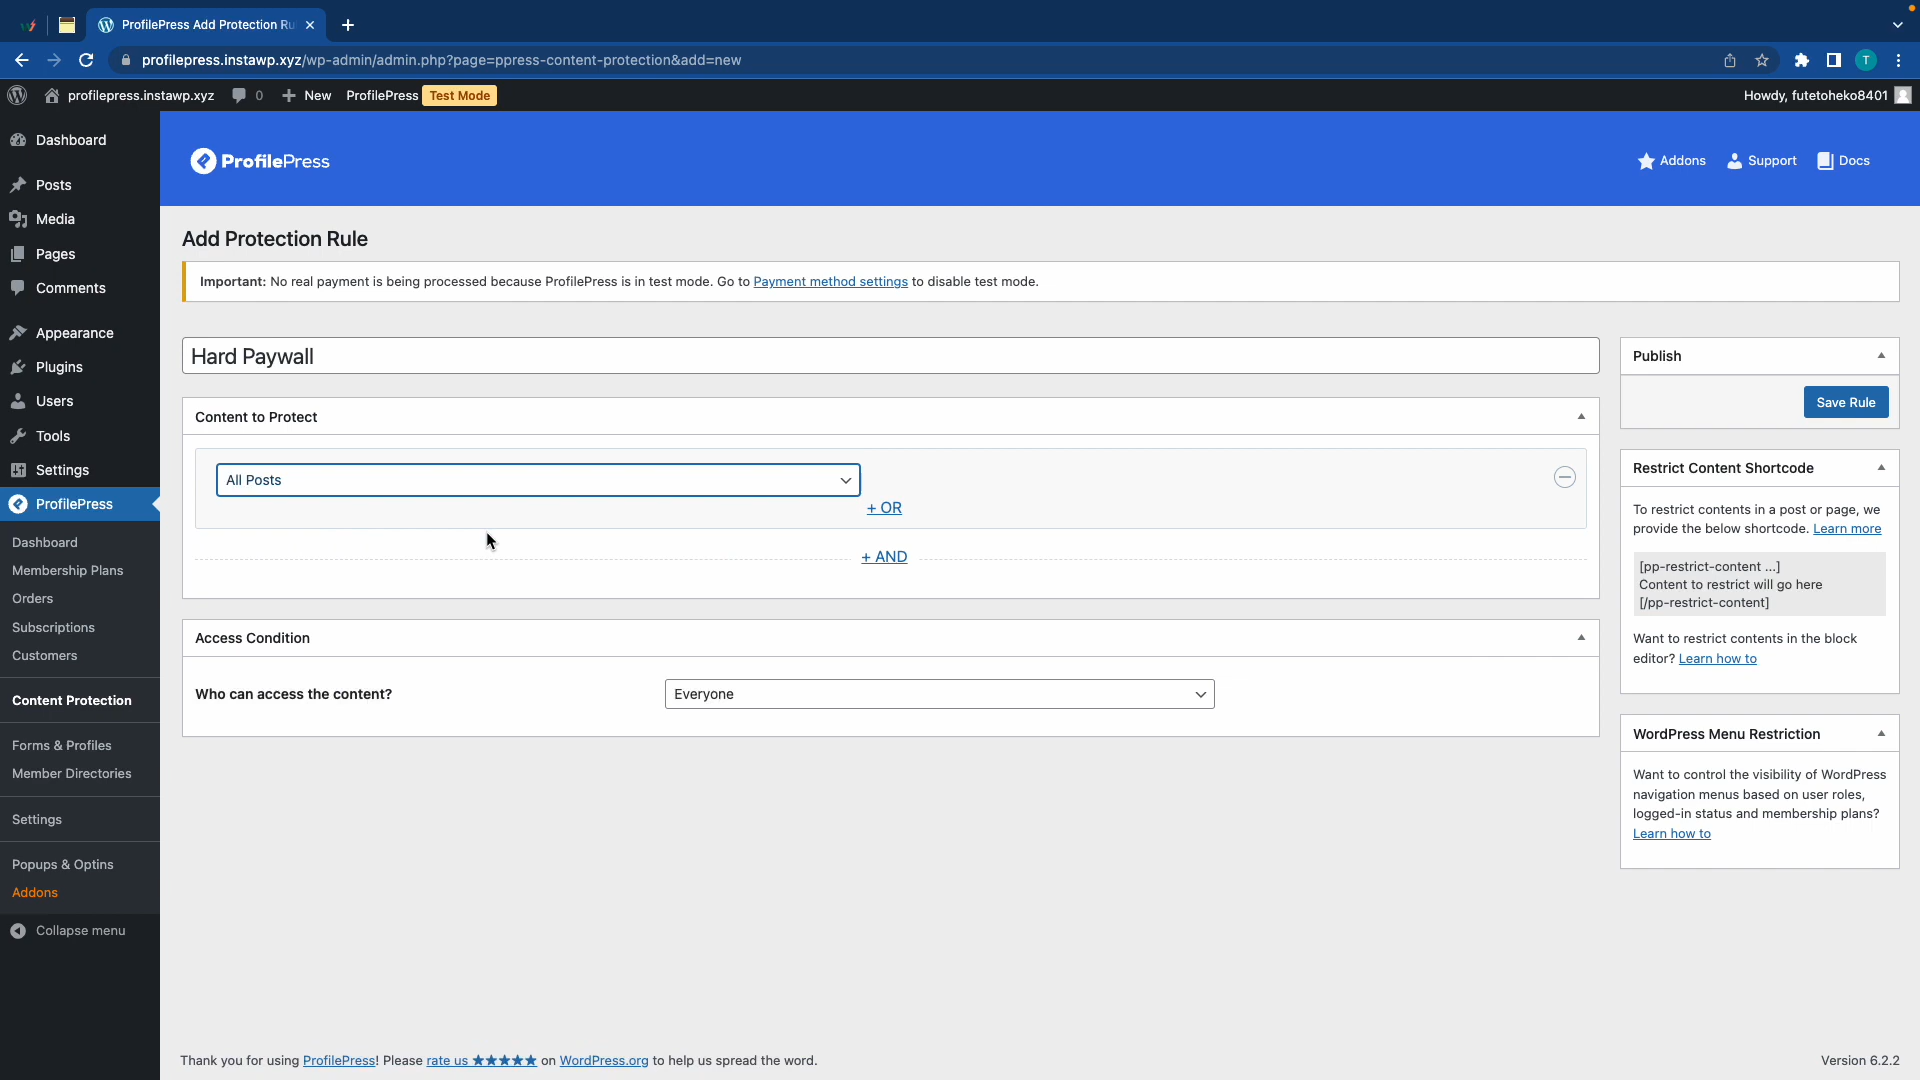 ProfilePress Add Protection Ru
profilepress.instawp.xyz/wp-admin/admin.php?page=ppress-content-protection&add=new
T
profilepress.instawp.xyz
0
New
ProfilePress
Test Mode
Howdy, futetoheko8401
Dashboard
Posts
Media
Pages
Comments
Appearance
Plugins
Users
Tools
Settings
ProfilePress
Dashboard
Membership Plans
Orders
Subscriptions
Customers
Content Protection
Forms & Profiles
Member Directories
Settings
Popups & Optins
Addons
Collapse menu
ProfilePress
Addons
Support
Docs
Add Protection Rule
Important: No real payment is being processed because ProfilePress is in test mode. Go to Payment method settings to disable test mode.
Hard Paywall
Content to Protect
All Posts
+ OR
+ AND
Access Condition
Who can access the content?
Everyone
Publish
Save Rule
Restrict Content Shortcode
To restrict contents in a post or page, we
provide the below shortcode. Learn more
[pp-restrict-content ...]
Content to restrict will go here
[/pp-restrict-content]
Want to restrict contents in the block
editor? Learn how to
WordPress Menu Restriction
Want to control the visibility of WordPress
navigation menus based on user roles,
logged-in status and membership plans?
Learn how to
Thank you for using ProfilePress! Please rate us ★★★★★ on WordPress.org to help us spread the word.
Version 6.2.2